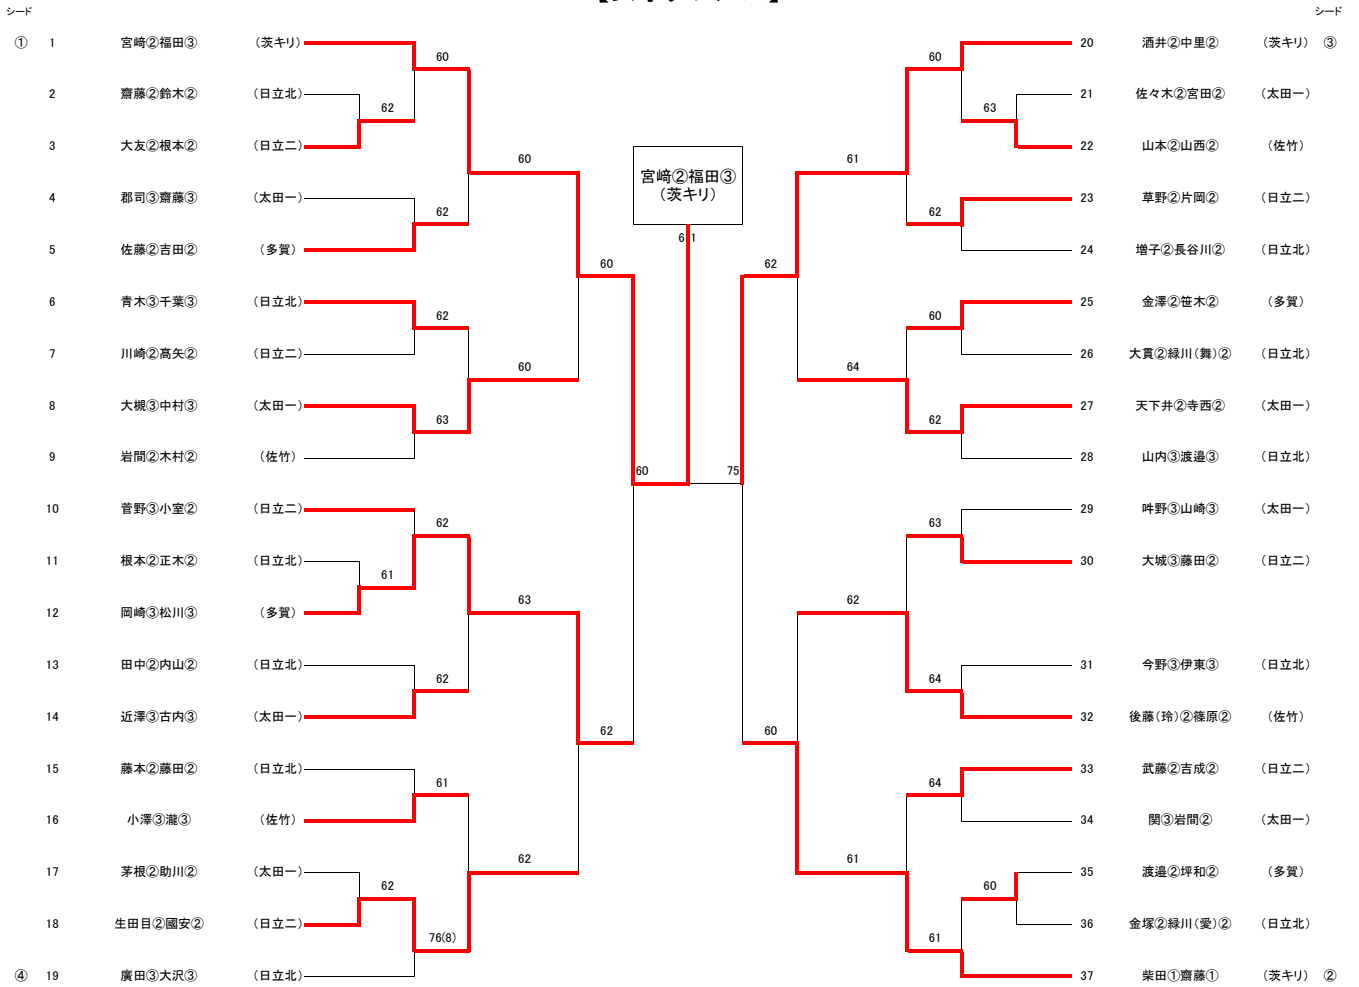 シード
① 1 宮﨑②福田③ (茨キリ)
2 齋藤②鈴木② (日立北)
3 大友②根本② (日立二)
4 郡司③齋藤③ (太田一)
5 佐藤②吉田② (多賀)
6 青木③千葉③ (日立北)
7 川崎②高矢② (日立二)
8 大槻③中村③ (太田一)
9 岩間②木村② (佐竹)
10 菅野③小室② (日立二)
11 根本②正木② (日立北)
12 岡崎③松川③ (多賀)
13 田中②内山② (日立北)
14 近澤③古内③ (太田一)
15 藤本②藤田② (日立北)
16 小澤③瀧③ (佐竹)
17 茅根②助川② (太田一)
18 生田目②國安② (日立二)
④ 19 廣田③大沢③ (日立北)
60
62
62
62
63
62
61
62
61
62
76(8)
60
60
63
62
60
62
60
宮﨑②福田③
(茨キリ)
61
75
62
60
61
64
62
61
60
63
62
60
62
63
64
64
60
61
シード
20 酒井②中里② (茨キリ) ③
21 佐々木②宮田② (太田一)
22 山本②山西② (佐竹)
23 草野②片岡② (日立二)
24 増子②長谷川② (日立北)
25 金澤②笹木② (多賀)
26 大貫②緑川(舞)② (日立北)
27 天下井②寺西② (太田一)
28 山内③渡邉③ (日立北)
29 吽野③山崎③ (太田一)
30 大城③藤田② (日立二)
31 今野③伊東③ (日立北)
32 後藤(玲)②篠原② (佐竹)
33 武藤②吉成② (日立二)
34 関③岩間② (太田一)
35 渡邉②坪和② (多賀)
36 金塚②緑川(愛)② (日立北)
37 柴田①齋藤① (茨キリ) ②